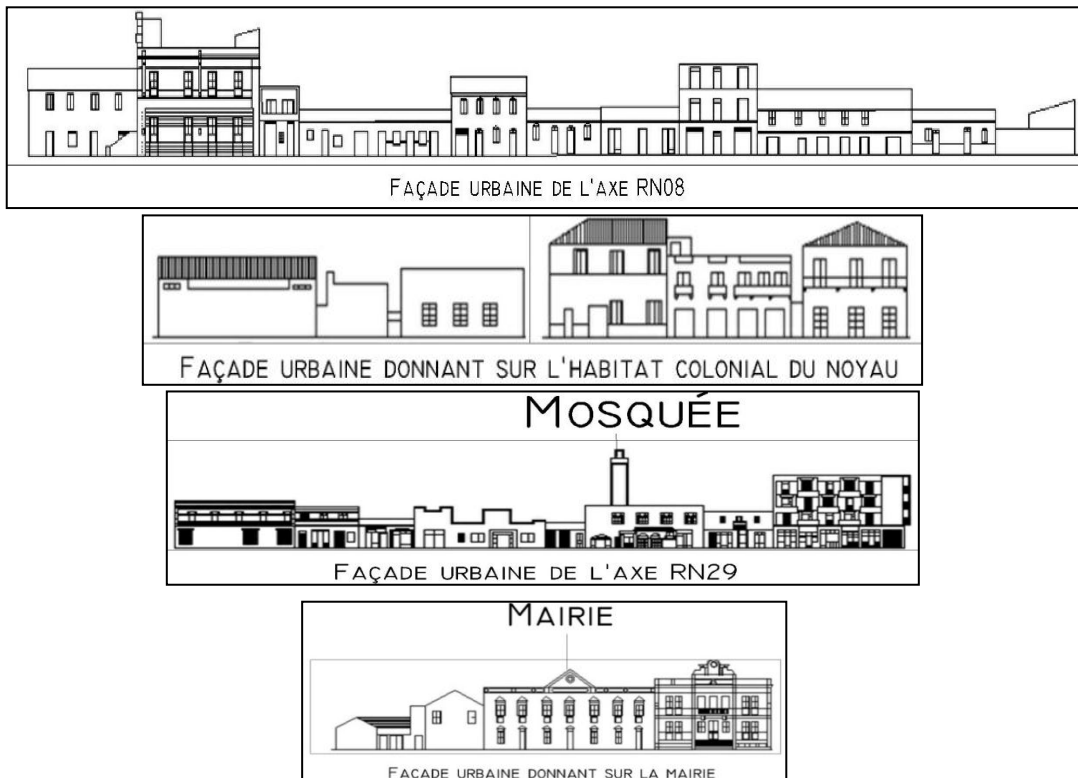 FAÇADE URBAINE DE L'AXE RN08
FAÇADE URBAINE DONNANT SUR L'HABITAT COLONIAL DU NOYAU
MOSQUÉE
FAÇADE URBAINE DE L'AXE RN29
MAIRIE
FAÇADE URBAINE DONNANT SUR LA MAIRIE